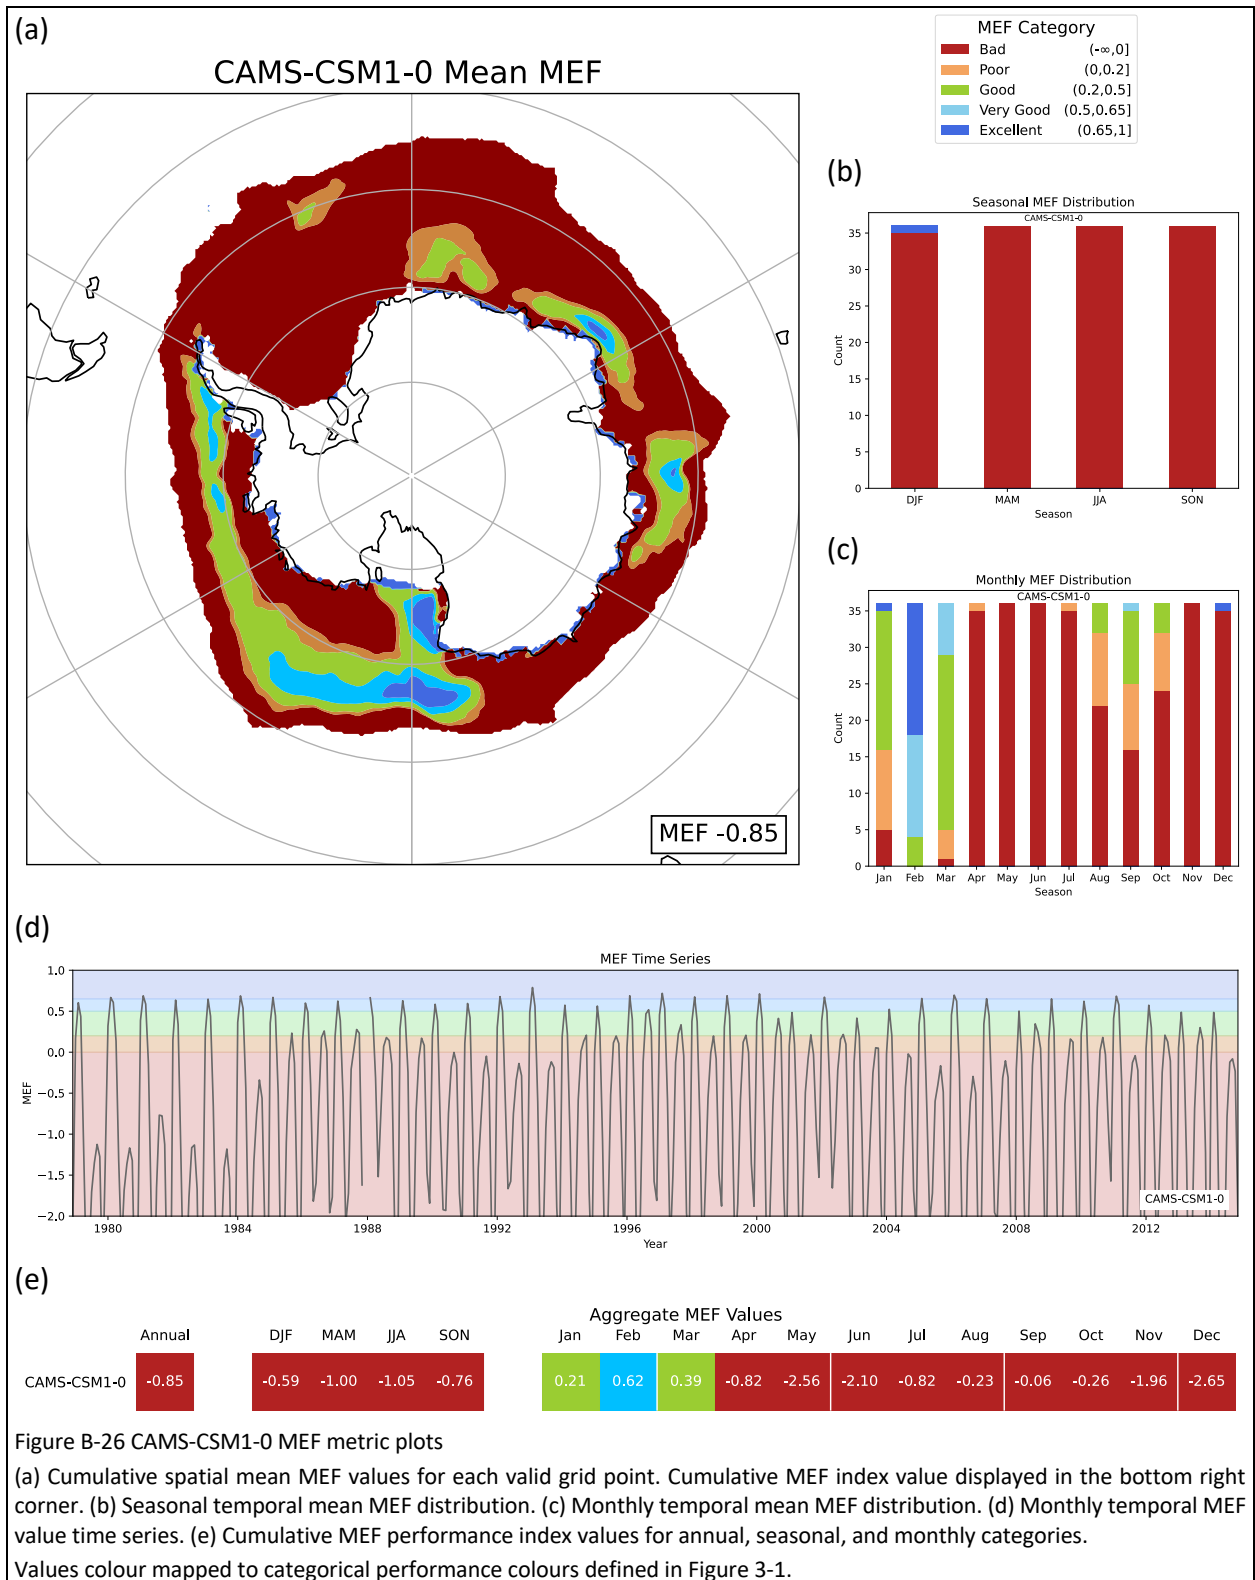 (a)
CAMS-CSM1-0 Mean MEF
MEF -0.85
MEF Category
Bad (-∞,0]
Poor (0,0.2]
Good (0.2,0.5]
Very Good (0.5,0.65]
Excellent (0.65,1]
(b)
Seasonal MEF Distribution
CAMS-CSM1-0
35
30
25
20
15
10
5
0
Count
DJF MAM JJA SON
Season
(c)
Monthly MEF Distribution
CAMS-CSM1-0
35
30
25
20
15
10
5
0
Count
Jan Feb Mar Apr May Jun Jul Aug Sep Oct Nov Dec
Season
(d)
MEF Time Series
1.0
0.5
0.0
−0.5
−1.0
−1.5
−2.0
MEF
CAMS-CSM1-0
1980 1984 1988 1992 1996 2000 2004 2008 2012
Year
(e)
Aggregate MEF Values
Annual DJF MAM JJA SON Jan Feb Mar Apr May Jun Jul Aug Sep Oct Nov Dec
CAMS-CSM1-0 -0.85 -0.59 -1.00 -1.05 -0.76 0.21 0.62 0.39 -0.82 -2.56 -2.10 -0.82 -0.23 -0.06 -0.26 -1.96 -2.65
Figure B-26 CAMS-CSM1-0 MEF metric plots
(a) Cumulative spatial mean MEF values for each valid grid point. Cumulative MEF index value displayed in the bottom right
corner. (b) Seasonal temporal mean MEF distribution. (c) Monthly temporal mean MEF distribution. (d) Monthly temporal MEF
value time series. (e) Cumulative MEF performance index values for annual, seasonal, and monthly categories.
Values colour mapped to categorical performance colours defined in Figure 3-1.